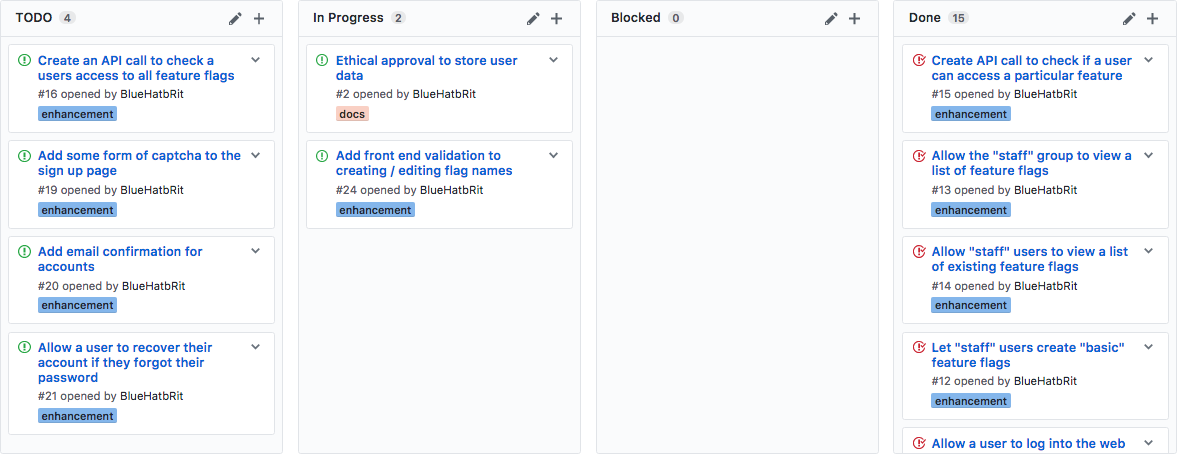 TODO 4
Create an API call to check a
users access to all feature flags
#16 opened by BlueHatbRit
enhancement
Add some form of captcha to the
sign up page
#19 opened by BlueHatbRit
enhancement
Add email confirmation for
accounts
#20 opened by BlueHatbRit
enhancement
Allow a user to recover their
account if they forgot their
password
#21 opened by BlueHatbRit
enhancement
In Progress 2
Ethical approval to store user
data
#2 opened by BlueHatbRit
docs
Add front end validation to
creating / editing flag names
#24 opened by BlueHatbRit
enhancement
Blocked 0
Done 15
Create API call to check if a user
can access a particular feature
#15 opened by BlueHatbRit
enhancement
Allow the "staff" group to view a
list of feature flags
#13 opened by BlueHatbRit
enhancement
Allow "staff" users to view a list
of existing feature flags
#14 opened by BlueHatbRit
enhancement
Let "staff" users create "basic"
feature flags
#12 opened by BlueHatbRit
enhancement
Allow a user to log into the web